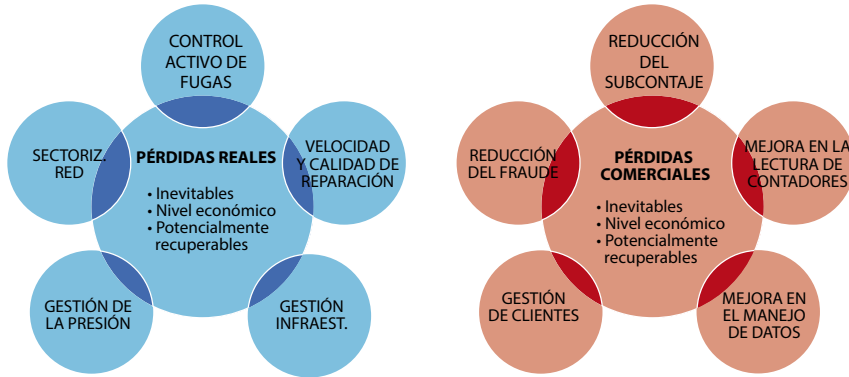 CONTROL
ACTIVO DE
FUGAS
SECTORIZ.
RED
PÉRDIDAS REALES
• Inevitables
• Nivel económico
• Potencialmente
recuperables
VELOCIDAD
Y CALIDAD DE
REPARACIÓN
GESTIÓN DE
LA PRESIÓN
GESTIÓN
INFRAEST.
REDUCCIÓN
DEL
SUBCONTAJE
REDUCCIÓN
DEL FRAUDE
PÉRDIDAS
COMERCIALES
• Inevitables
• Nivel económico
• Potencialmente
recuperables
MEJORA EN LA
LECTURA DE
CONTADORES
GESTIÓN
DE CLIENTES
MEJORA EN
EL MANEJO
DE DATOS